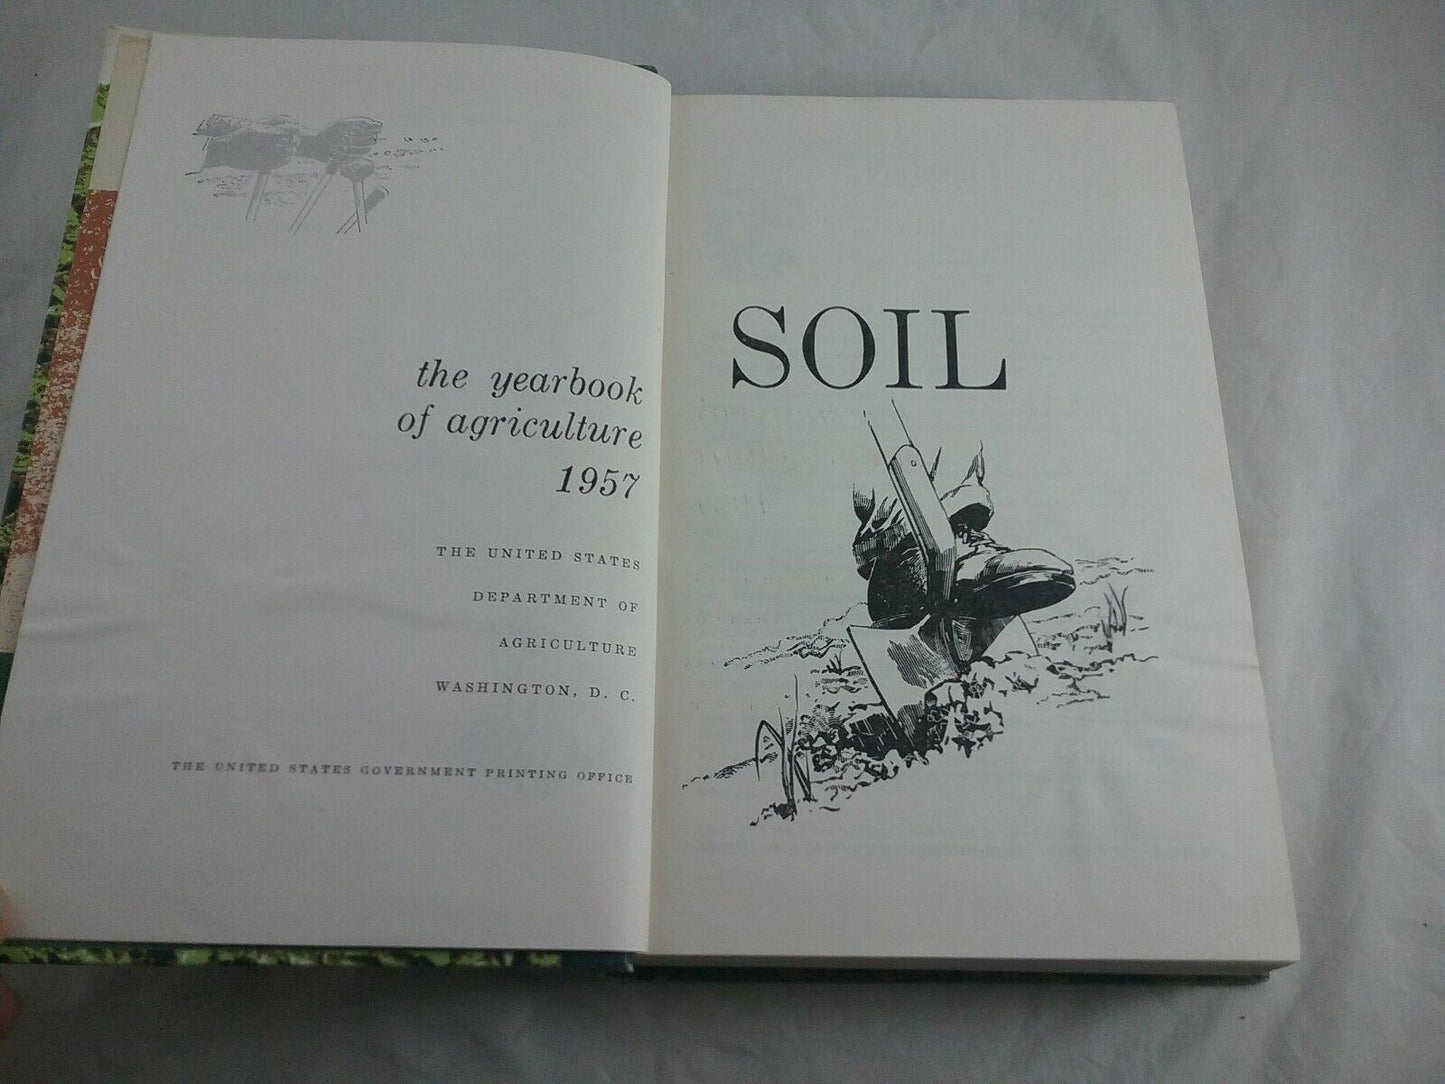 the yearbook
of agriculture
1957
THE UNITED STATES
DEPARTMENT OF
AGRICULTURE
WASHINGTON, D. C.
THE UNITED STATES GOVERNMENT PRINTING OFFICE
SOIL